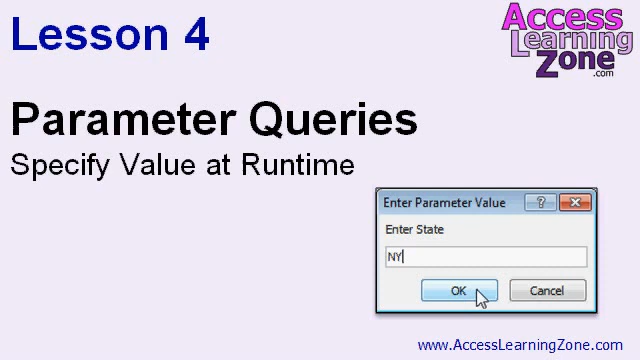 Lesson 4
Access
Learning
Zone
.com
Parameter Queries
Specify Value at Runtime
Enter Parameter Value ?
Enter State
NY
OK Cancel
www.AccessLearningZone.com